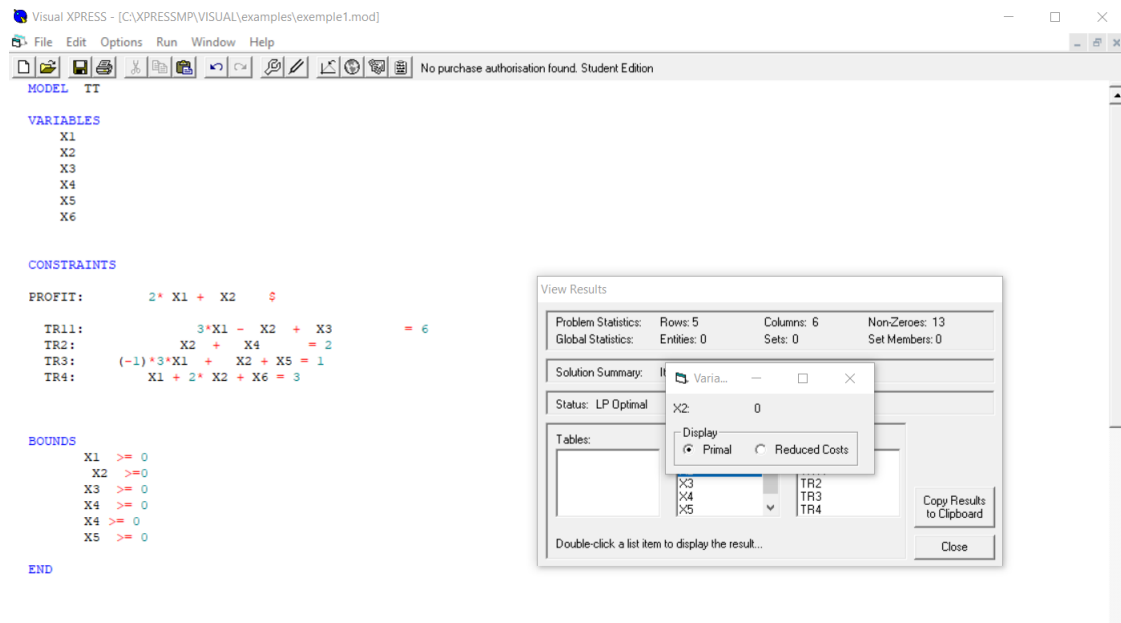 Visual XPRESS - [C:\XPRESSMP\VISUAL\examples\exemple1.mod]
File Edit Options Run Window Help
No purchase authorisation found. Student Edition
MODEL TT
VARIABLES
X1
X2
X3
X4
X5
X6
CONSTRAINTS
PROFIT: 2* X1 + X2 $
TR11: 3*X1 - X2 + X3 = 6
TR2: X2 + X4 = 2
TR3: (-1)*3*X1 + X2 + X5 = 1
TR4: X1 + 2* X2 + X6 = 3
BOUNDS
X1 >= 0
X2 >=0
X3 >= 0
X4 >= 0
X4 >= 0
X5 >= 0
END
View Results
Problem Statistics: Rows: 5 Columns: 6 Non-Zeroes: 13
Global Statistics: Entities: 0 Sets: 0 Set Members: 0
Solution Summary:
Status: LP Optimal
Varia...
X2: 0
Display
Primal Reduced Costs
Tables:
X3
X4
X5
TR2
TR3
TR4
Copy Results
to Clipboard
Double-click a list item to display the result...
Close